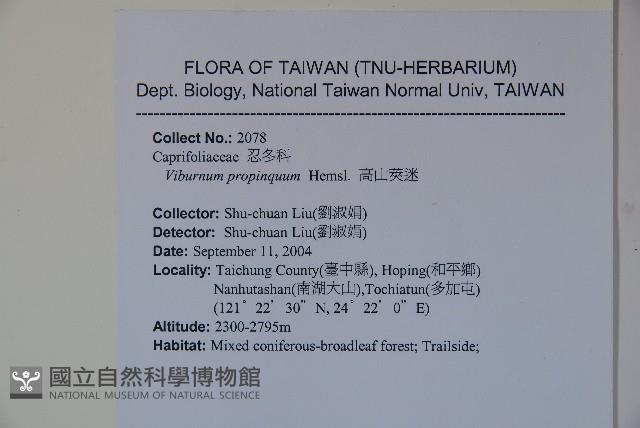 FLORA OF TAIWAN (TNU-HERBARIUM)
Dept. Biology, National Taiwan Normal Univ, TAIWAN
Collect No.: 2078
Caprifoliaceae 忍冬科
Viburnum propinquum Hemsl. 高山莢迷
Collector: Shu-chuan Liu(劉淑娟)
Detector: Shu-chuan Liu(劉淑娟)
Date: September 11, 2004
Locality: Taichung County(臺中縣), Hoping(和平鄉)
Nanhutashan(南湖大山),Tochiatun(多加屯)
(121° 22' 30" N, 24° 22' 0" E)
Altitude: 2300-2795m
Habitat: Mixed coniferous-broadleaf forest; Trailside;
國立自然科學博物館
NATIONAL MUSEUM OF NATURAL SCIENCE